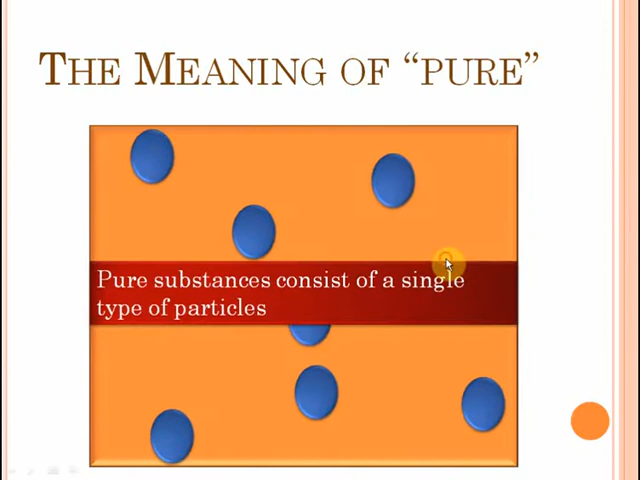 THE MEANING OF “PURE”
Pure substances consist of a single
type of particles